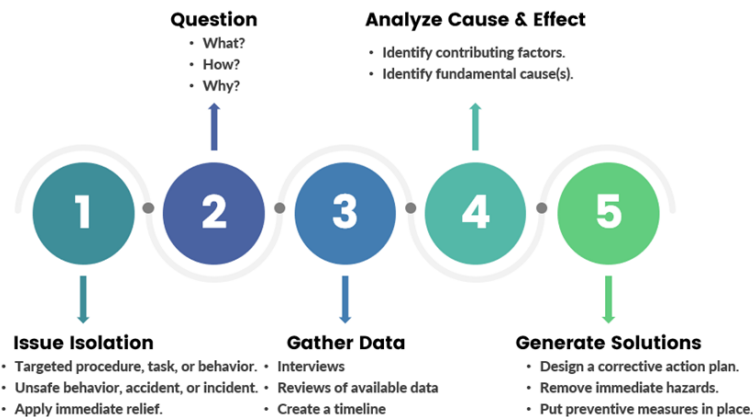 Question
• What?
• How?
• Why?
Analyze Cause & Effect
• Identify contributing factors.
• Identify fundamental cause(s).
1
2
3
4
5
Issue Isolation
• Targeted procedure, task, or behavior.
• Unsafe behavior, accident, or incident.
• Apply immediate relief.
Gather Data
• Interviews
• Reviews of available data
• Create a timeline
Generate Solutions
• Design a corrective action plan.
• Remove immediate hazards.
• Put preventive measures in place.